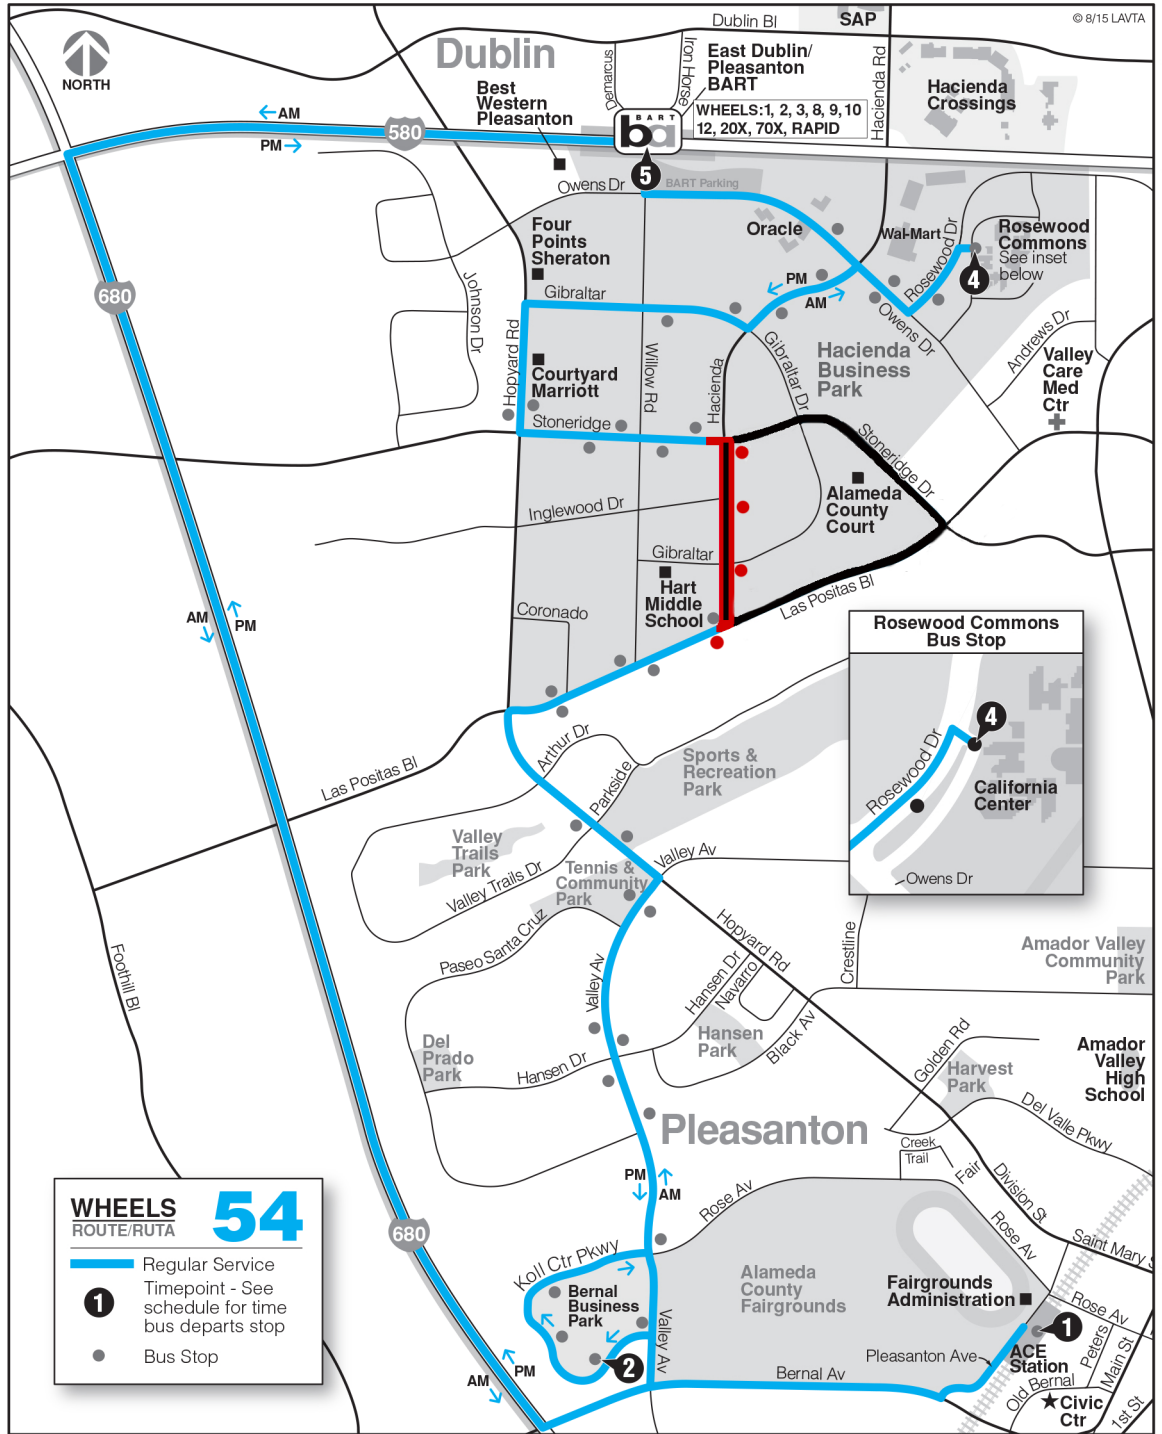 Dublin Bl
SAP
© 8/15 LAVTA
NORTH
Dublin
Demarcus
Iron Horse
East Dublin/
Pleasanton
BART
Hacienda Rd
Hacienda
Crossings
Best
Western
Pleasanton
WHEELS:1, 2, 3, 8, 9, 10
12, 20X, 70X, RAPID
BART
ba
AM
PM
580
5
BART Parking
Owens Dr
Four
Points
Sheraton
Oracle
Wal-Mart
Rosewood Dr
Rosewood
Commons
See inset
below
4
680
Johnson Dr
Gibraltar
PM
AM
Owens Dr
Hopyard Rd
Willow Rd
Hacienda
Gibraltar Dr
Hacienda
Business
Park
Andrews Dr
Valley
Care
Med
Ctr
Courtyard
Marriott
Stoneridge
Stoneridge Dr
Alameda
County
Court
Inglewood Dr
Gibraltar
Hart
Middle
School
Las Positas Bl
Coronado
AM
PM
Rosewood Commons
Bus Stop
4
Rosewood Dr
California
Center
Owens Dr
Arthur Dr
Las Positas Bl
Parkside
Sports &
Recreation
Park
Valley
Trails
Park
Valley Trails Dr
Tennis &
Community
Park
Valley Av
Paseo Santa Cruz
Hopyard Rd
Crestline
Amador Valley
Community
Park
Foothill Bl
Valley Av
Hansen Dr
Navarro
Hansen
Park
Black Av
Del
Prado
Park
Hansen Dr
Golden Rd
Harvest
Park
Amador
Valley
High
School
Del Valle Pkwy
Pleasanton
Creek
Trail
Fair
Division St
PM
AM
Rose Av
Rose Av
Saint Mary S
WHEELS
ROUTE/RUTA
54
Regular Service
1
Timepoint - See
schedule for time
bus departs stop
Bus Stop
680
Koll Ctr Pkwy
Bernal
Business
Park
2
Valley Av
Alameda
County
Fairgrounds
Fairgrounds
Administration
Rose Av
1
ACE
Station
Peters
Main St
Pleasanton Ave
Old Bernal
Bernal Av
Civic
Ctr
1st St
PM
AM